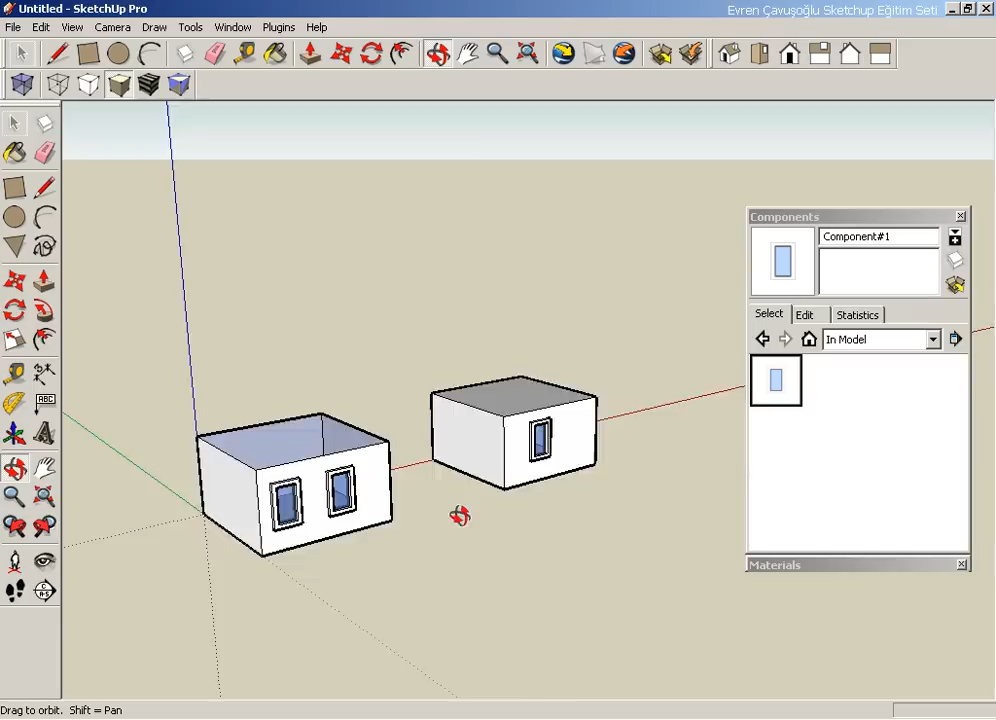 Untitled - SketchUp Pro
Evren Çavuşoğlu Sketchup Eğitim Seti
File Edit View Camera Draw Tools Window Plugins Help
Components
Component#1
Select Edit Statistics
In Model
ABC
A
Materials
Drag to orbit. Shift = Pan